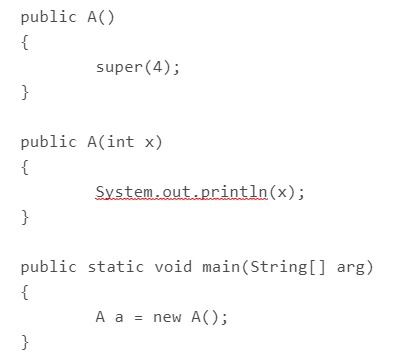 public A()
{
super(4);
}
public A(int x)
{
System.out.println(x);
}
public static void main(String[] arg)
{
A a = new A();
}